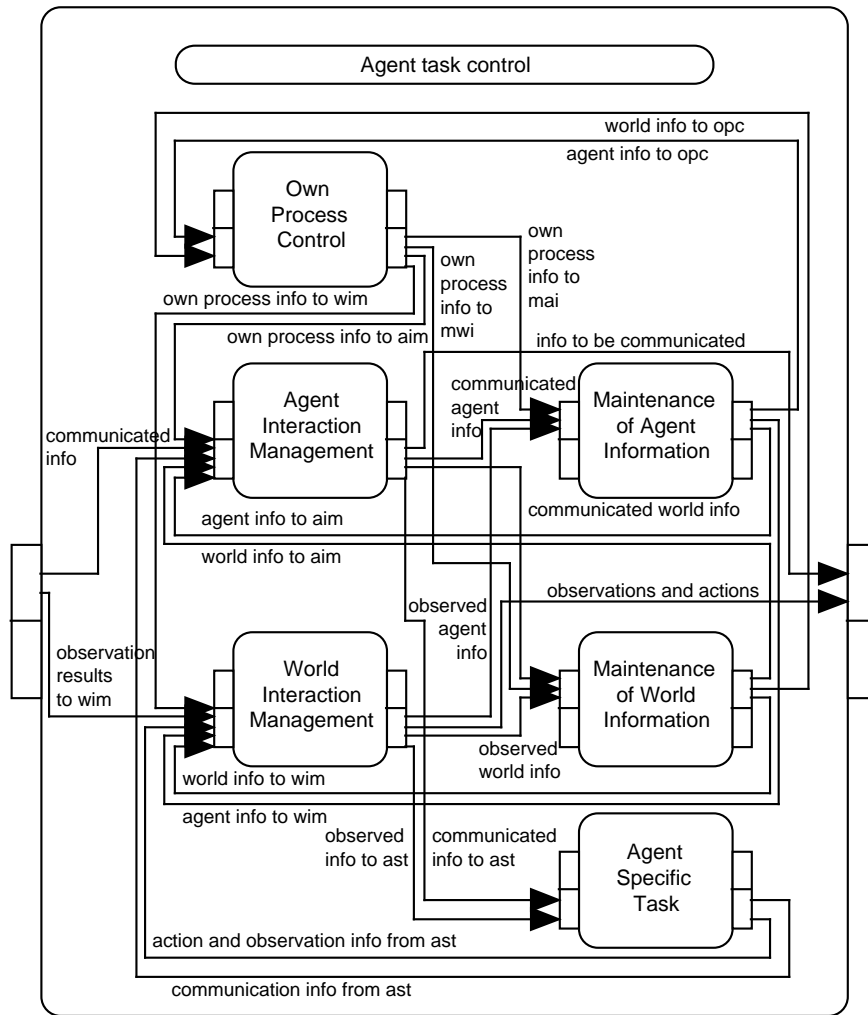 Agent task control
world info to opc
agent info to opc
Own
Process
Control
own
process
info to
mai
own
process
info to
mwi
own process info to wim
own process info to aim
info to be communicated
Agent
Interaction
Management
communicated
agent
info
Maintenance
of Agent
Information
communicated
info
agent info to aim
communicated world info
world info to aim
observed
agent
info
observations and actions
observation
results
to wim
World
Interaction
Management
Maintenance
of World
Information
observed
world info
world info to wim
agent info to wim
observed
info to ast
communicated
info to ast
Agent
Specific
Task
action and observation info from ast
communication info from ast